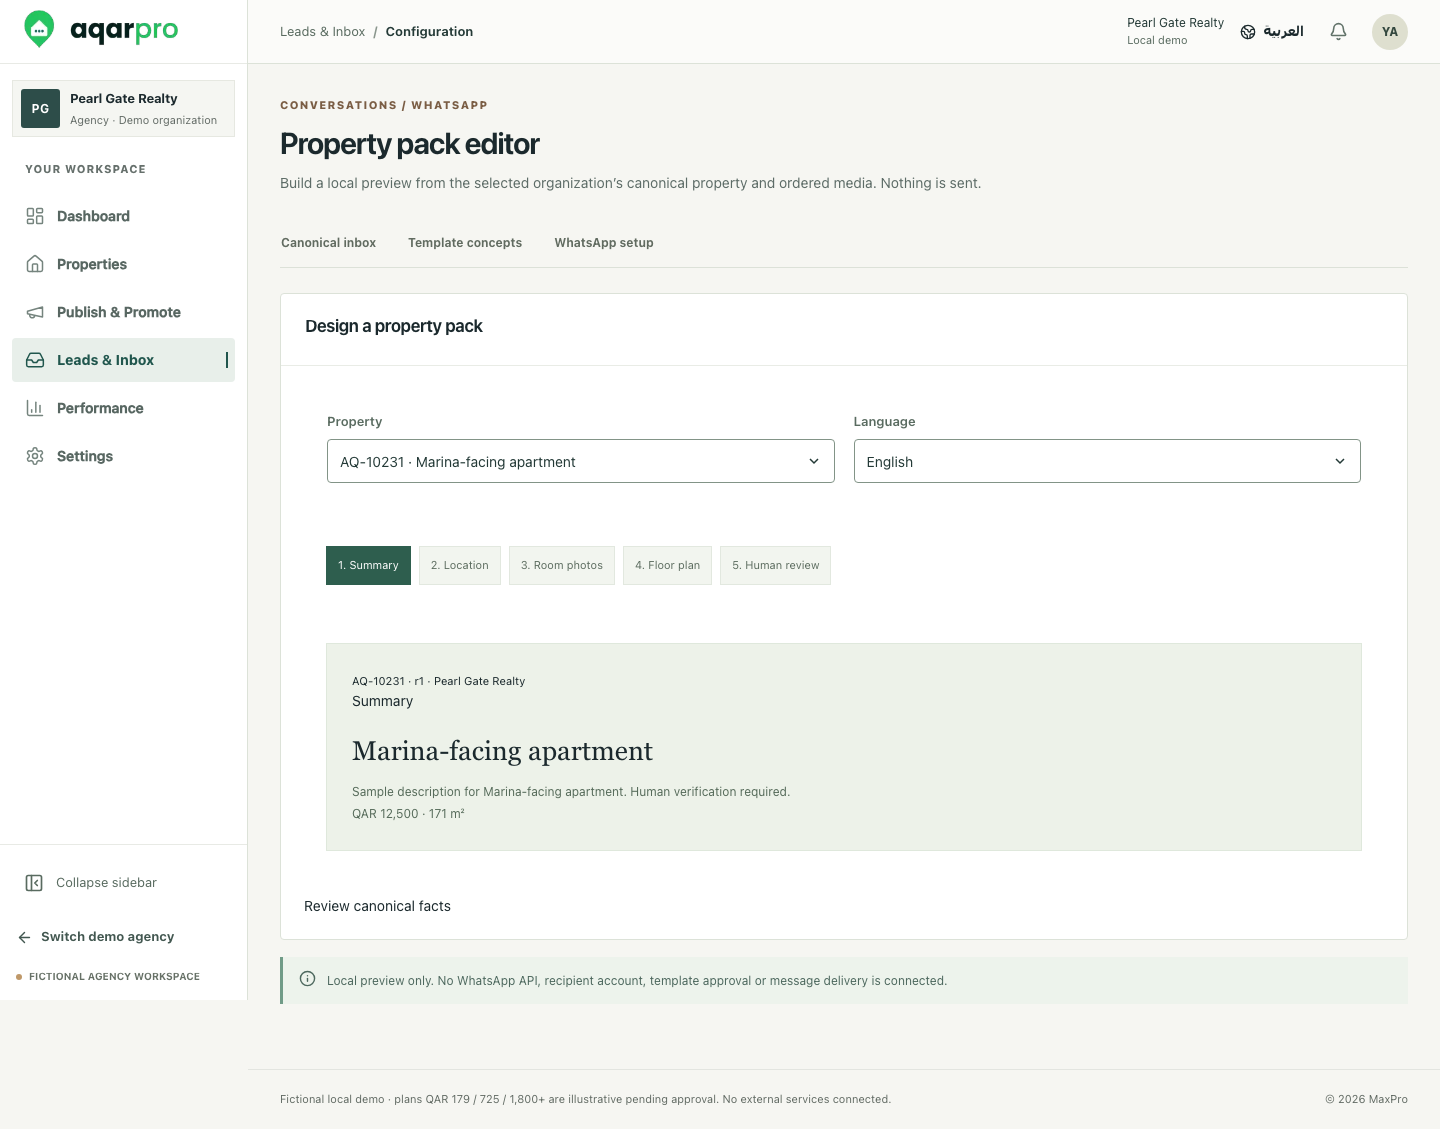 aqarpro
Leads & Inbox / Configuration
Pearl Gate Realty
Local demo
العربية
YA
PG
Pearl Gate Realty
Agency · Demo organization
YOUR WORKSPACE
Dashboard
Properties
Publish & Promote
Leads & Inbox
Performance
Settings
Collapse sidebar
Switch demo agency
FICTIONAL AGENCY WORKSPACE
CONVERSATIONS / WHATSAPP
Property pack editor
Build a local preview from the selected organization's canonical property and ordered media. Nothing is sent.
Canonical inbox
Template concepts
WhatsApp setup
Design a property pack
Property
Language
AQ-10231 · Marina-facing apartment
English
1. Summary
2. Location
3. Room photos
4. Floor plan
5. Human review
AQ-10231 · r1 · Pearl Gate Realty
Summary
Marina-facing apartment
Sample description for Marina-facing apartment. Human verification required.
QAR 12,500 · 171 m²
Review canonical facts
Local preview only. No WhatsApp API, recipient account, template approval or message delivery is connected.
Fictional local demo · plans QAR 179 / 725 / 1,800+ are illustrative pending approval. No external services connected.
© 2026 MaxPro